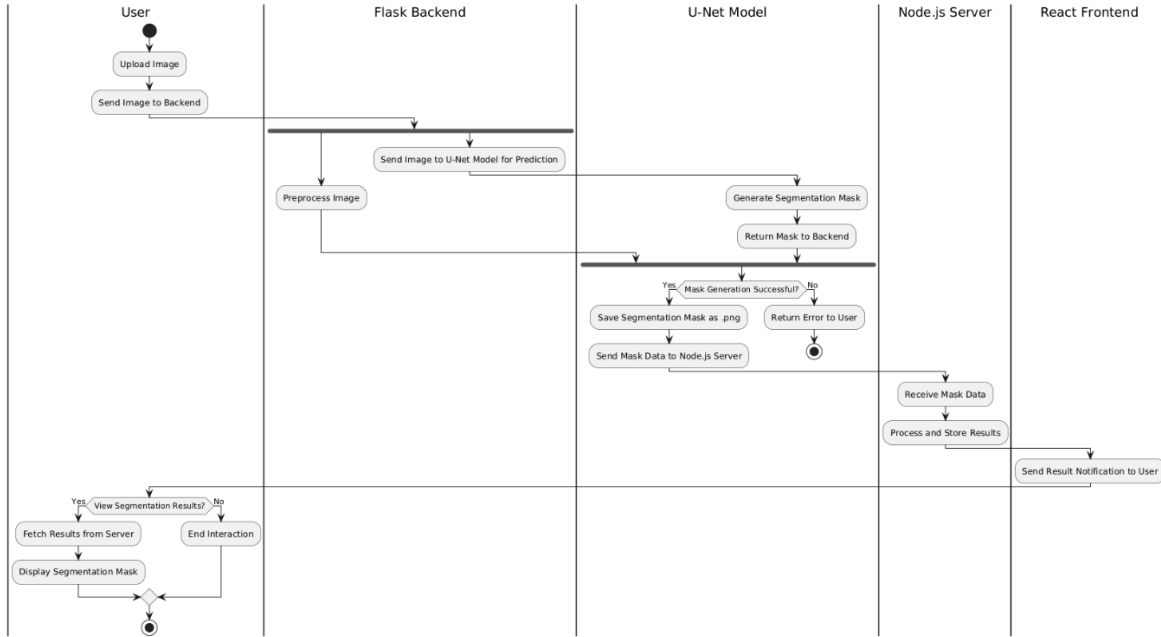 User
Flask Backend
U-Net Model
Node.js Server
React Frontend
Upload Image
Send Image to Backend
Send Image to U-Net Model for Prediction
Preprocess Image
Generate Segmentation Mask
Return Mask to Backend
Yes
Mask Generation Successful?
No
Save Segmentation Mask as .png
Return Error to User
Send Mask Data to Node.js Server
Receive Mask Data
Process and Store Results
Send Result Notification to User
Yes
View Segmentation Results?
No
Fetch Results from Server
End Interaction
Display Segmentation Mask